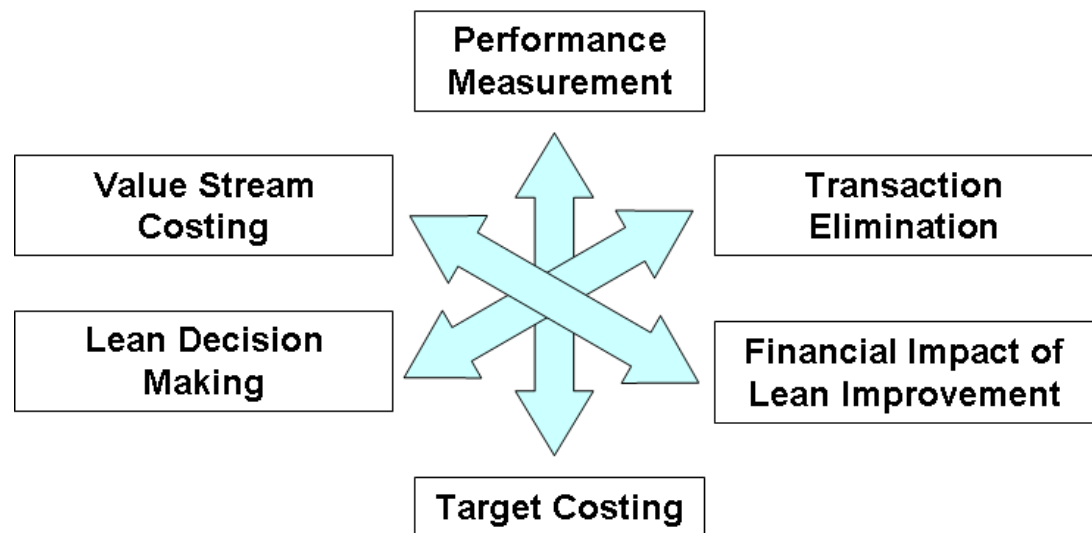 Performance
Measurement
Value Stream
Costing
Transaction
Elimination
Lean Decision
Making
Financial Impact of
Lean Improvement
Target Costing